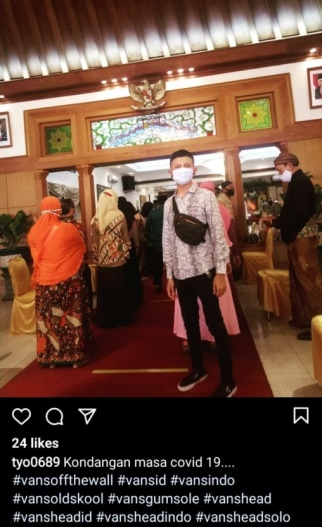 24 likes
tyo0689 Kondangan masa covid 19....
#vansoffthewall #vansid #vansindo
#vansoldskool #vansgumsole #vanshead
#vansheadid #vansheadindo #vansheadsolo